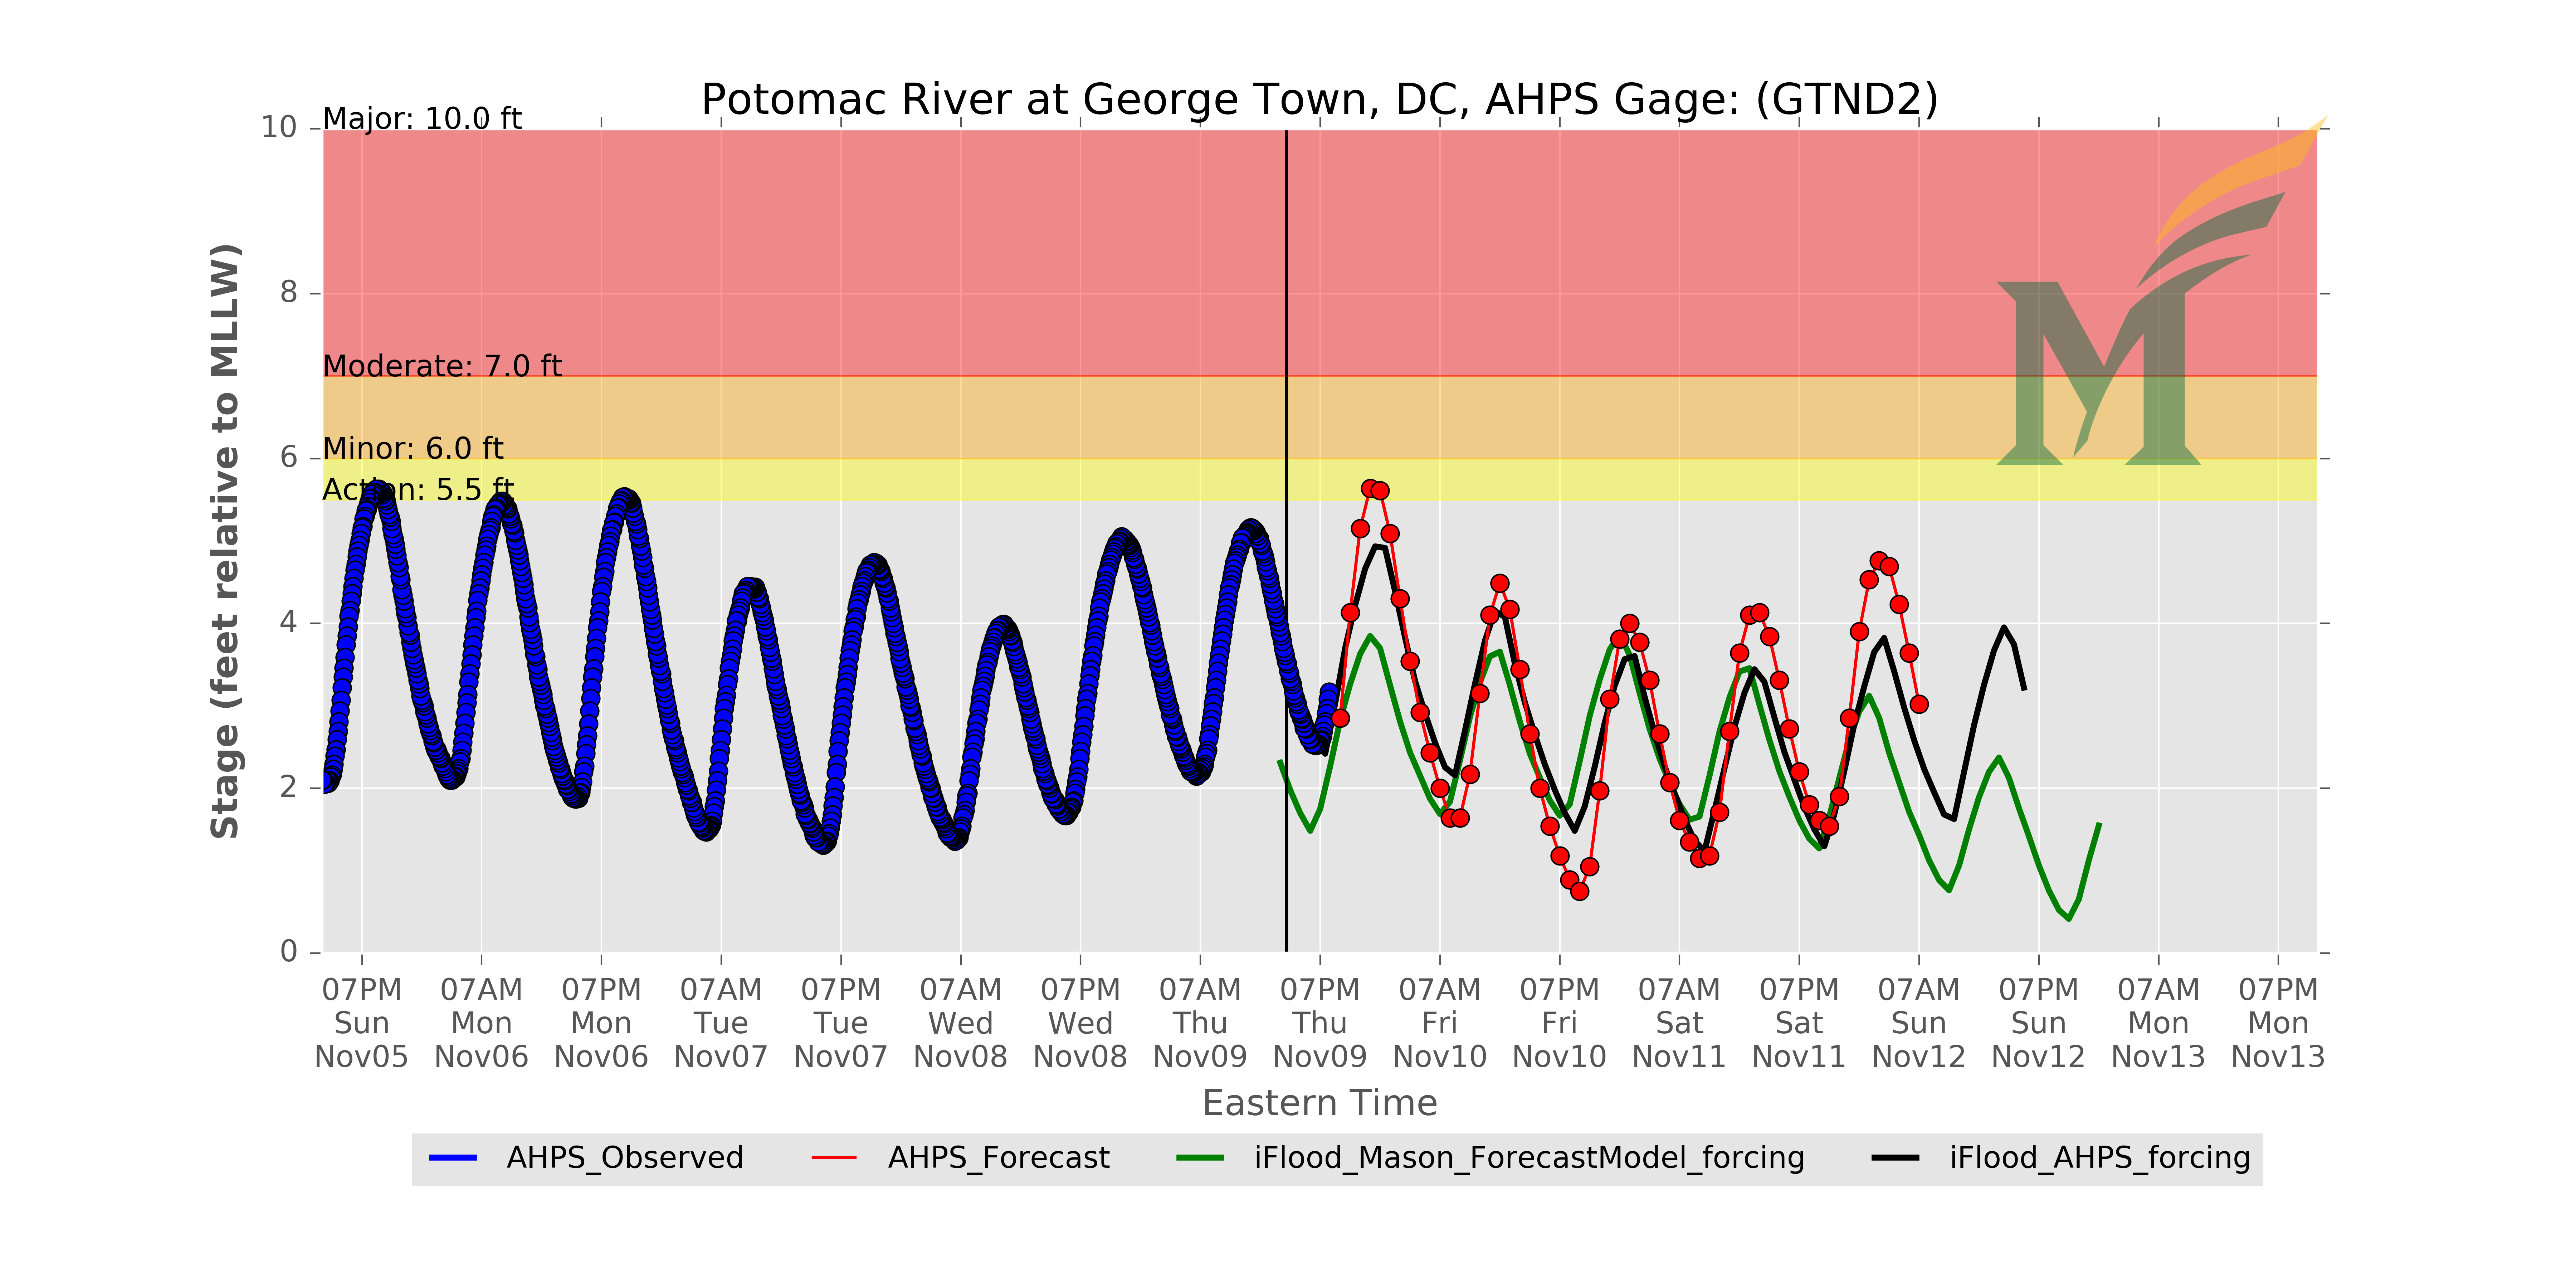 Potomac River at George Town, DC, AHPS Gage: (GTND2)
Major: 10.0 ft
Moderate: 7.0 ft
Minor: 6.0 ft
Action: 5.5 ft
10
8
6
4
2
0
Stage (feet relative to MLLW)
07PM 07AM 07PM 07AM 07PM 07AM 07PM 07AM 07PM 07AM 07PM 07AM 07PM 07AM 07PM 07AM 07PM
Sun Mon Mon Tue Tue Wed Wed Thu Thu Fri Fri Sat Sat Sun Sun Mon Mon
Nov05 Nov06 Nov06 Nov07 Nov07 Nov08 Nov08 Nov09 Nov09 Nov10 Nov10 Nov11 Nov11 Nov12 Nov12 Nov13 Nov13
Eastern Time
AHPS_Observed AHPS_Forecast iFlood_Mason_ForecastModel_forcing iFlood_AHPS_forcing
M